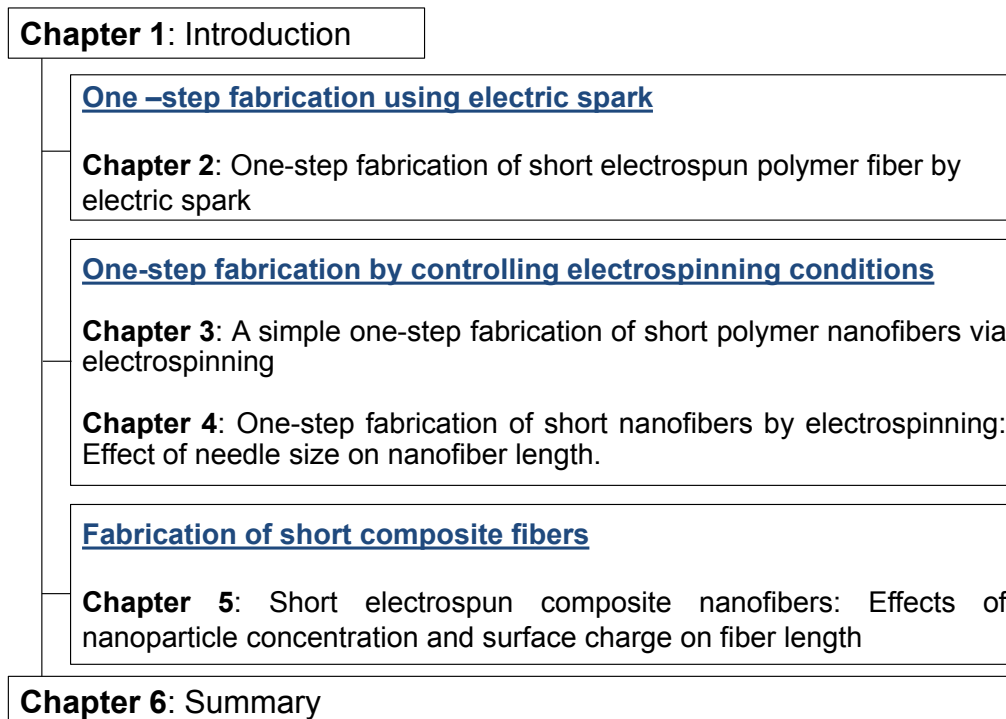 Chapter 1: Introduction
One –step fabrication using electric spark
Chapter 2: One-step fabrication of short electrospun polymer fiber by
electric spark
One-step fabrication by controlling electrospinning conditions
Chapter 3: A simple one-step fabrication of short polymer nanofibers via
electrospinning
Chapter 4: One-step fabrication of short nanofibers by electrospinning:
Effect of needle size on nanofiber length.
Fabrication of short composite fibers
Chapter 5: Short electrospun composite nanofibers: Effects of
nanoparticle concentration and surface charge on fiber length
Chapter 6: Summary